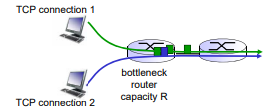 TCP connection 1
bottleneck
router
capacity R
TCP connection 2